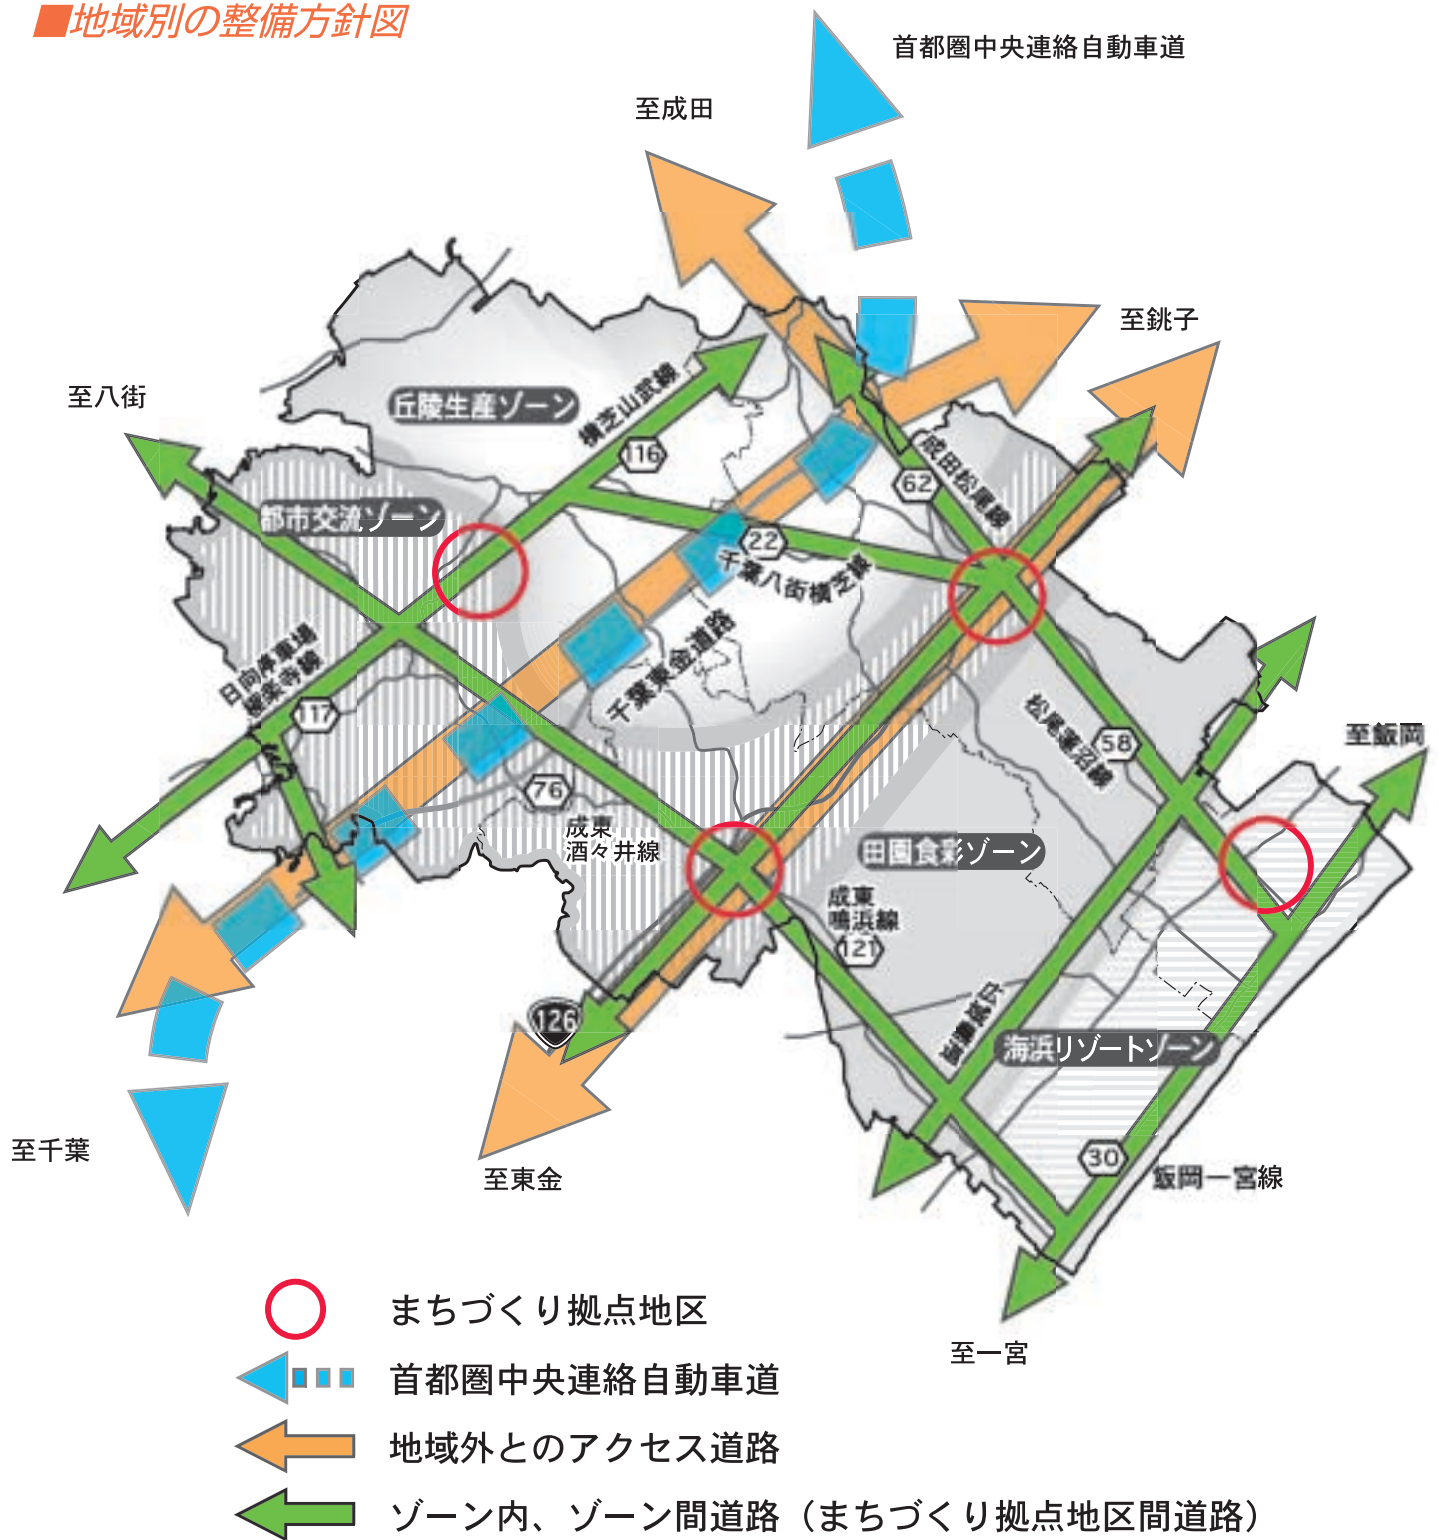 ■地域別の整備方針図
首都圏中央連絡自動車道
至成田
至銚子
至八街
丘陵生産ゾーン
横芝山武線
116
成田松尾線
62
都市交流ゾーン
22
千葉八街横芝線
日向停車場
極楽寺線
117
千葉東金道路
松尾蓮沼線
58
至飯岡
76
成東
酒々井線
田園食彩ゾーン
成東
鳴浜線
121
126
海浜リゾートゾーン
至千葉
至東金
30
飯岡一宮線
至一宮
まちづくり拠点地区
首都圏中央連絡自動車道
地域外とのアクセス道路
ゾーン内、ゾーン間道路（まちづくり拠点地区間道路）